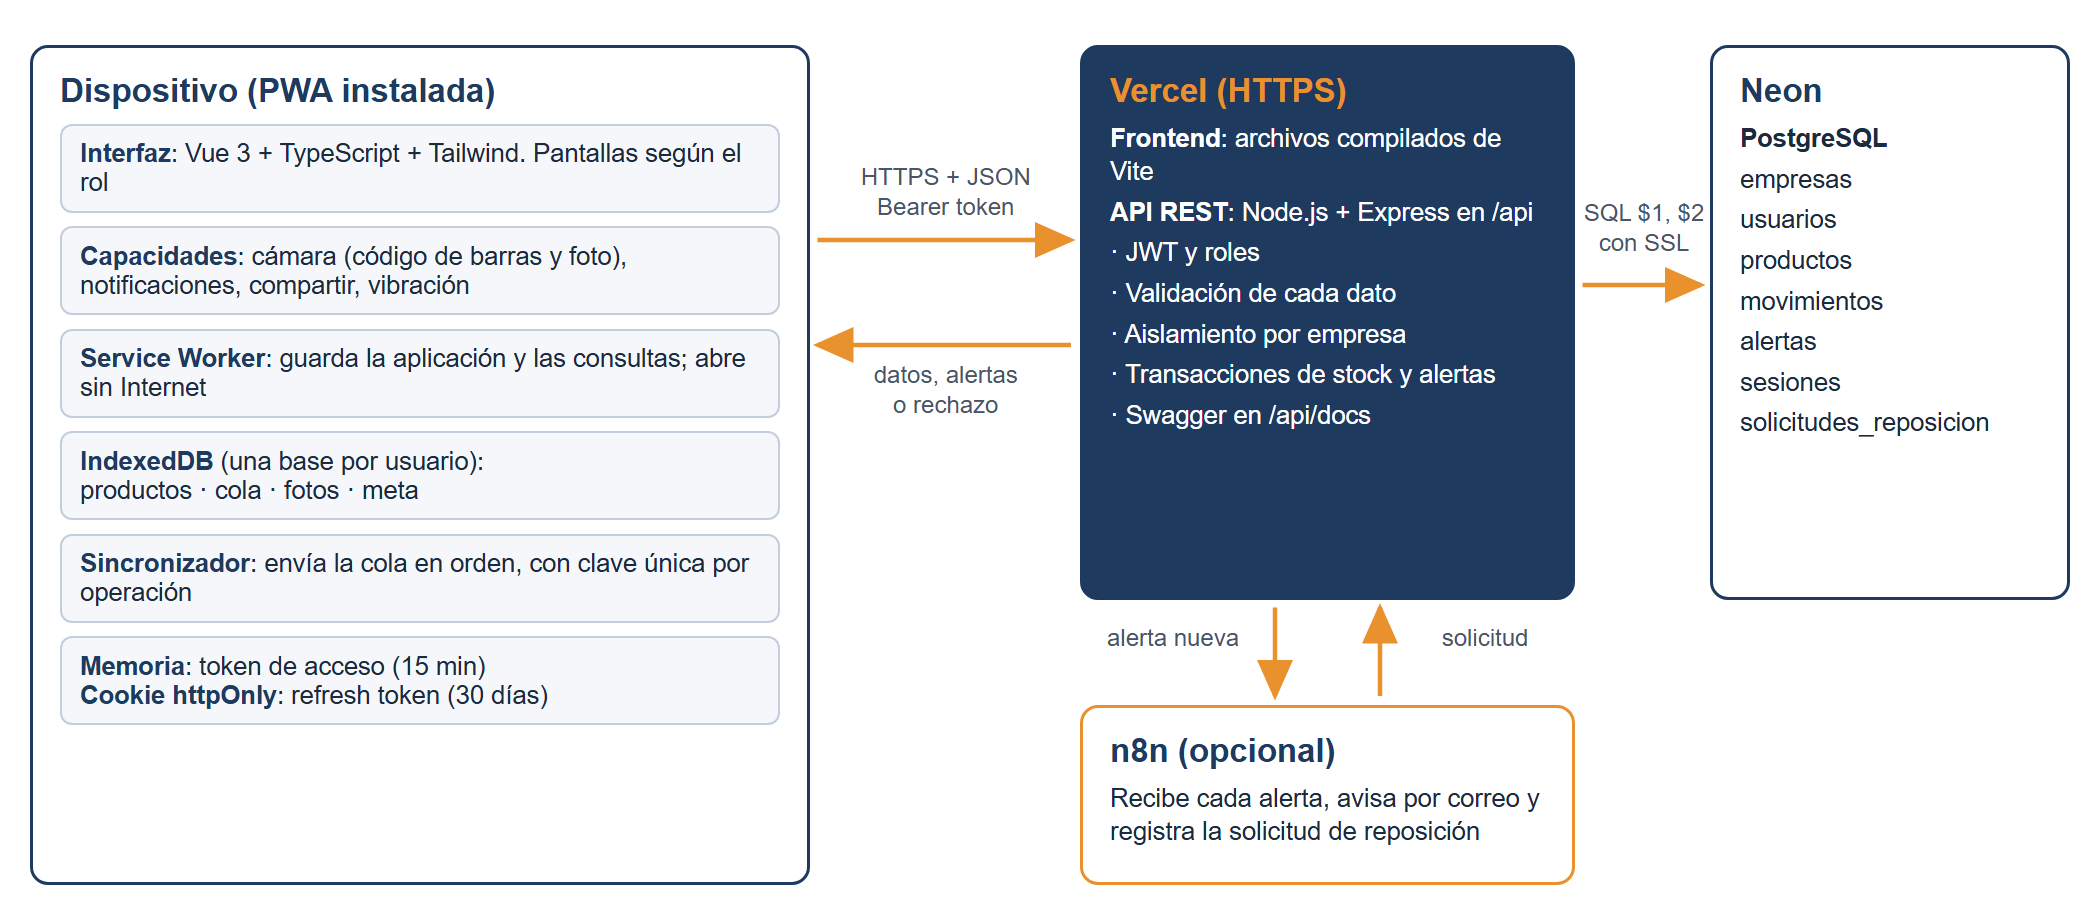 Dispositivo (PWA instalada)
Interfaz: Vue 3 + TypeScript + Tailwind. Pantallas según el
rol
Capacidades: cámara (código de barras y foto),
notificaciones, compartir, vibración
Service Worker: guarda la aplicación y las consultas; abre
sin Internet
IndexedDB (una base por usuario):
productos · cola · fotos · meta
Sincronizador: envía la cola en orden, con clave única por
operación
Memoria: token de acceso (15 min)
Cookie httpOnly: refresh token (30 días)
HTTPS + JSON
Bearer token
datos, alertas
o rechazo
Vercel (HTTPS)
Frontend: archivos compilados de
Vite
API REST: Node.js + Express en /api
· JWT y roles
· Validación de cada dato
· Aislamiento por empresa
· Transacciones de stock y alertas
· Swagger en /api/docs
SQL $1, $2
con SSL
Neon
PostgreSQL
empresas
usuarios
productos
movimientos
alertas
sesiones
solicitudes_reposicion
alerta nueva
solicitud
n8n (opcional)
Recibe cada alerta, avisa por correo y
registra la solicitud de reposición